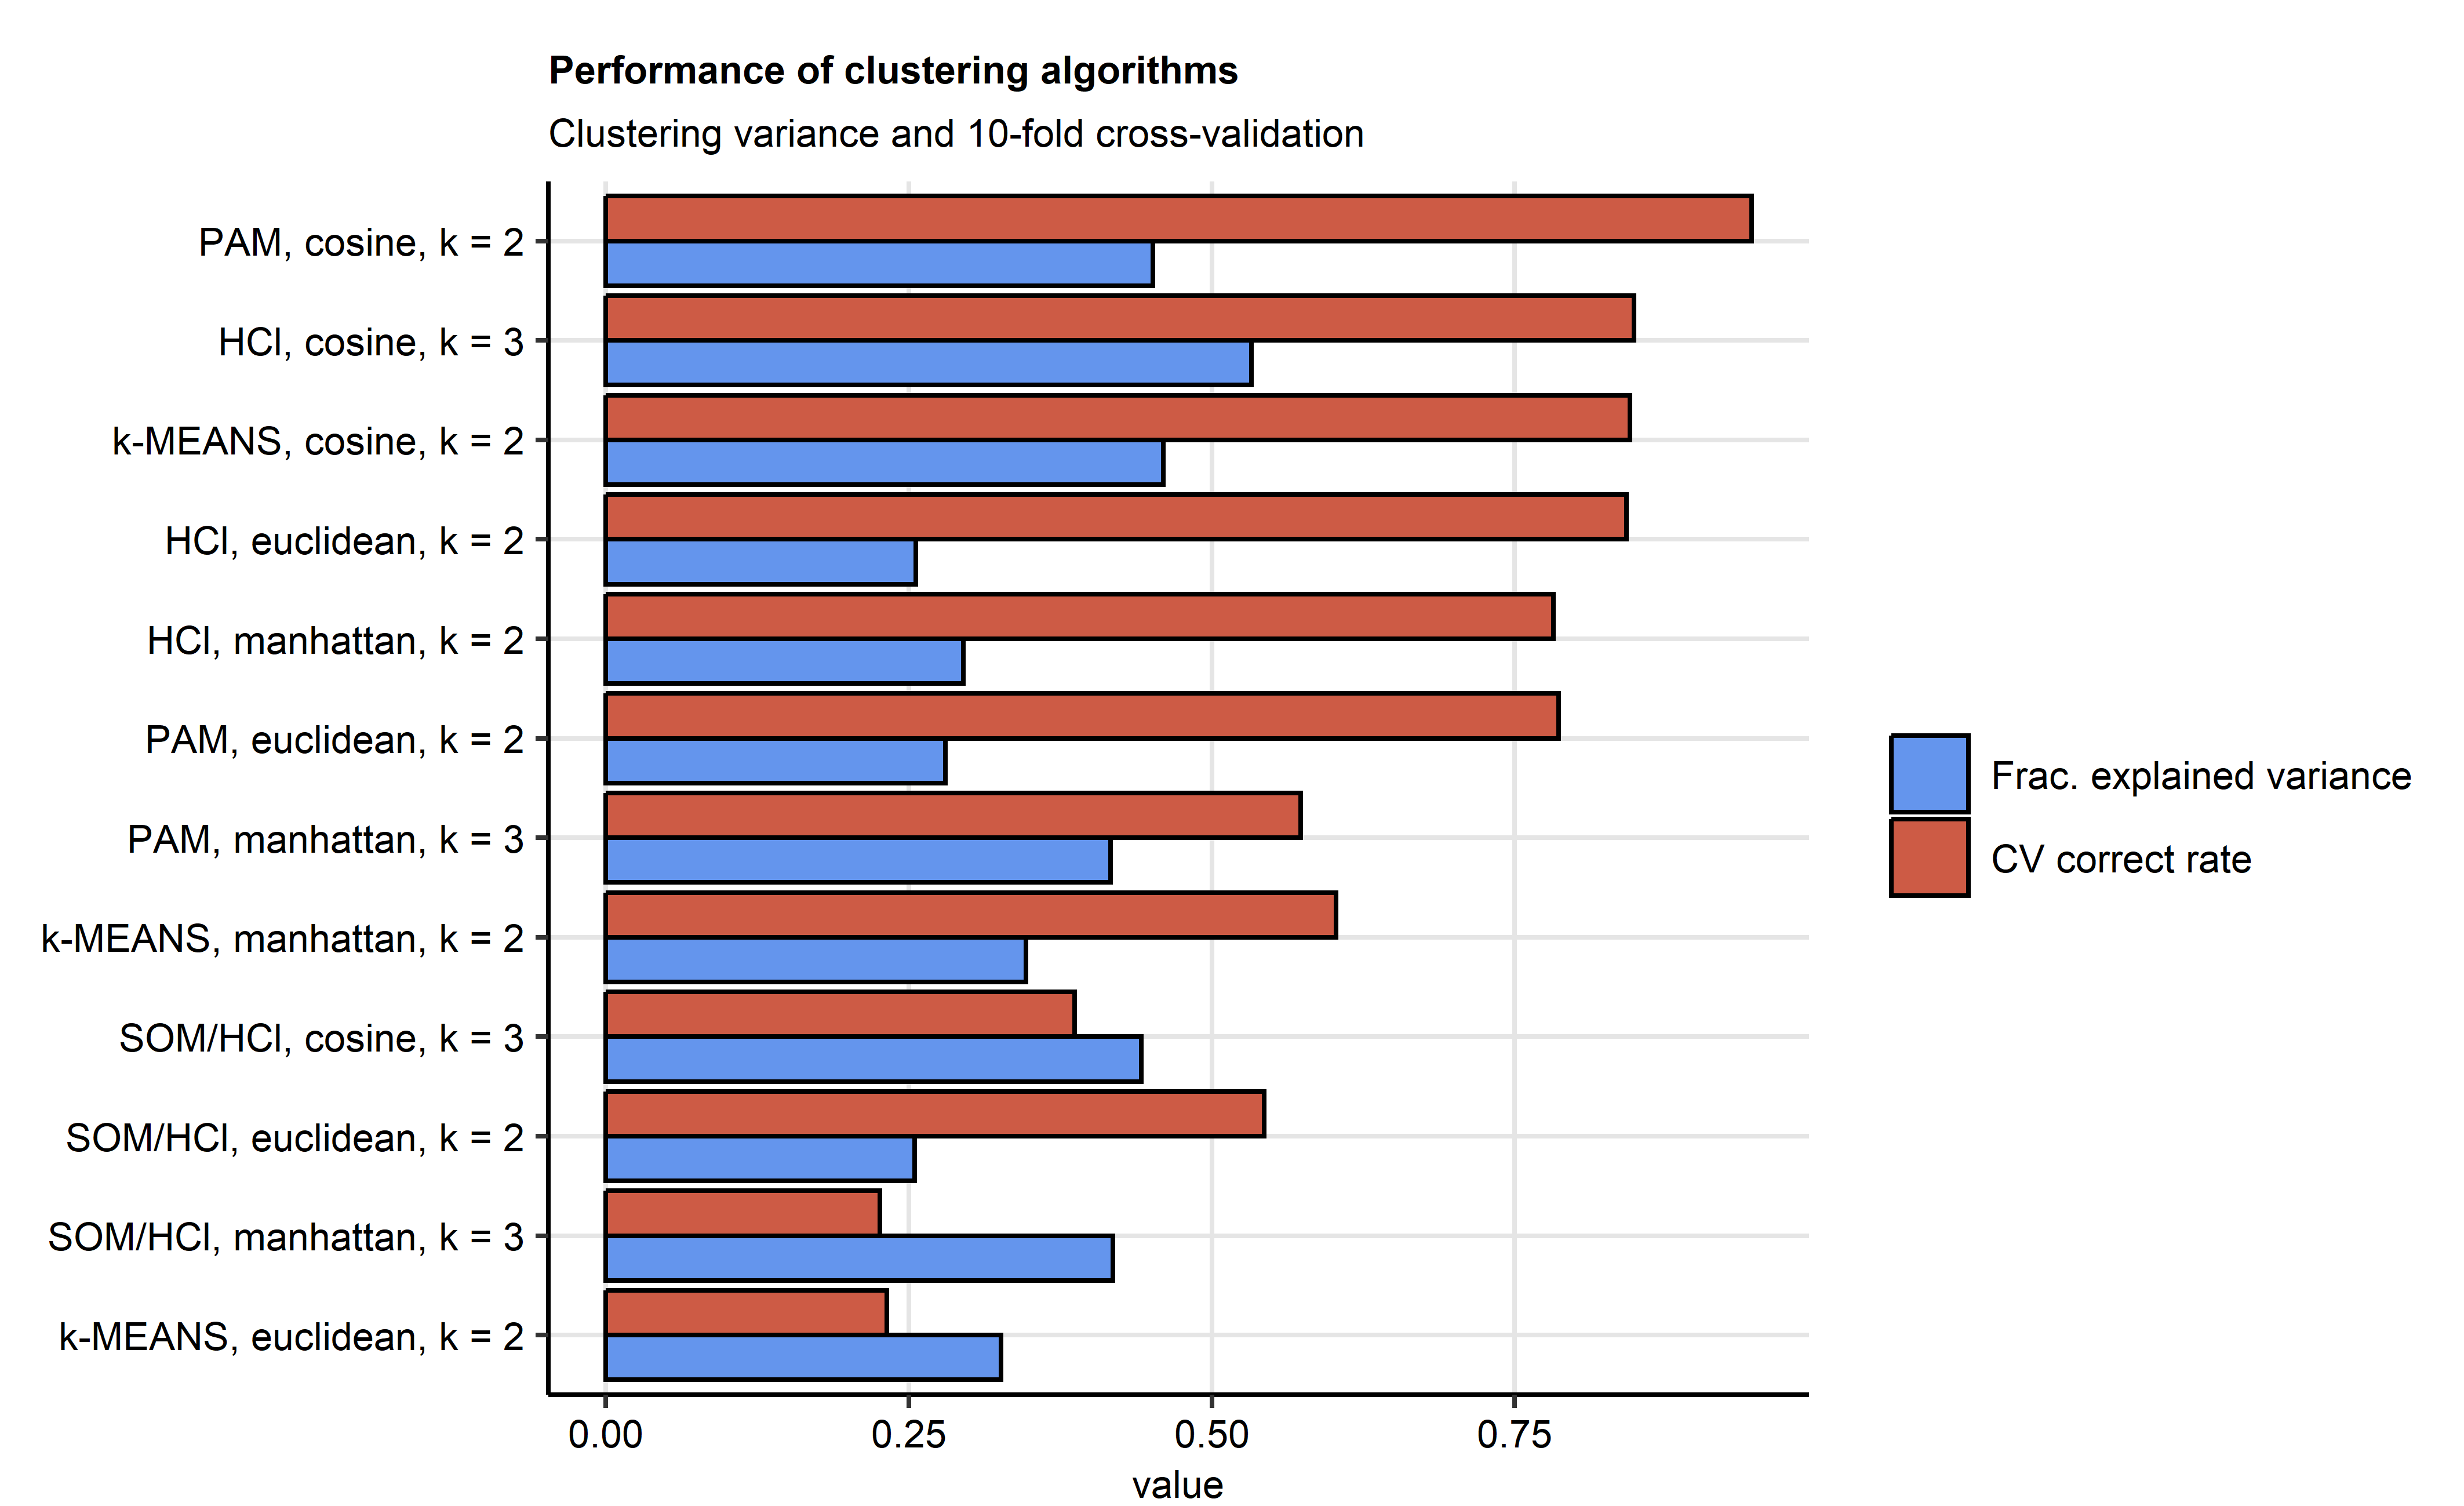 Performance of clustering algorithms
Clustering variance and 10-fold cross-validation
PAM, cosine, k = 2
HCl, cosine, k = 3
k-MEANS, cosine, k = 2
HCl, euclidean, k = 2
HCl, manhattan, k = 2
PAM, euclidean, k = 2
PAM, manhattan, k = 3
k-MEANS, manhattan, k = 2
SOM/HCl, cosine, k = 3
SOM/HCl, euclidean, k = 2
SOM/HCl, manhattan, k = 3
k-MEANS, euclidean, k = 2
0.00 0.25 0.50 0.75
value
Frac. explained variance
CV correct rate